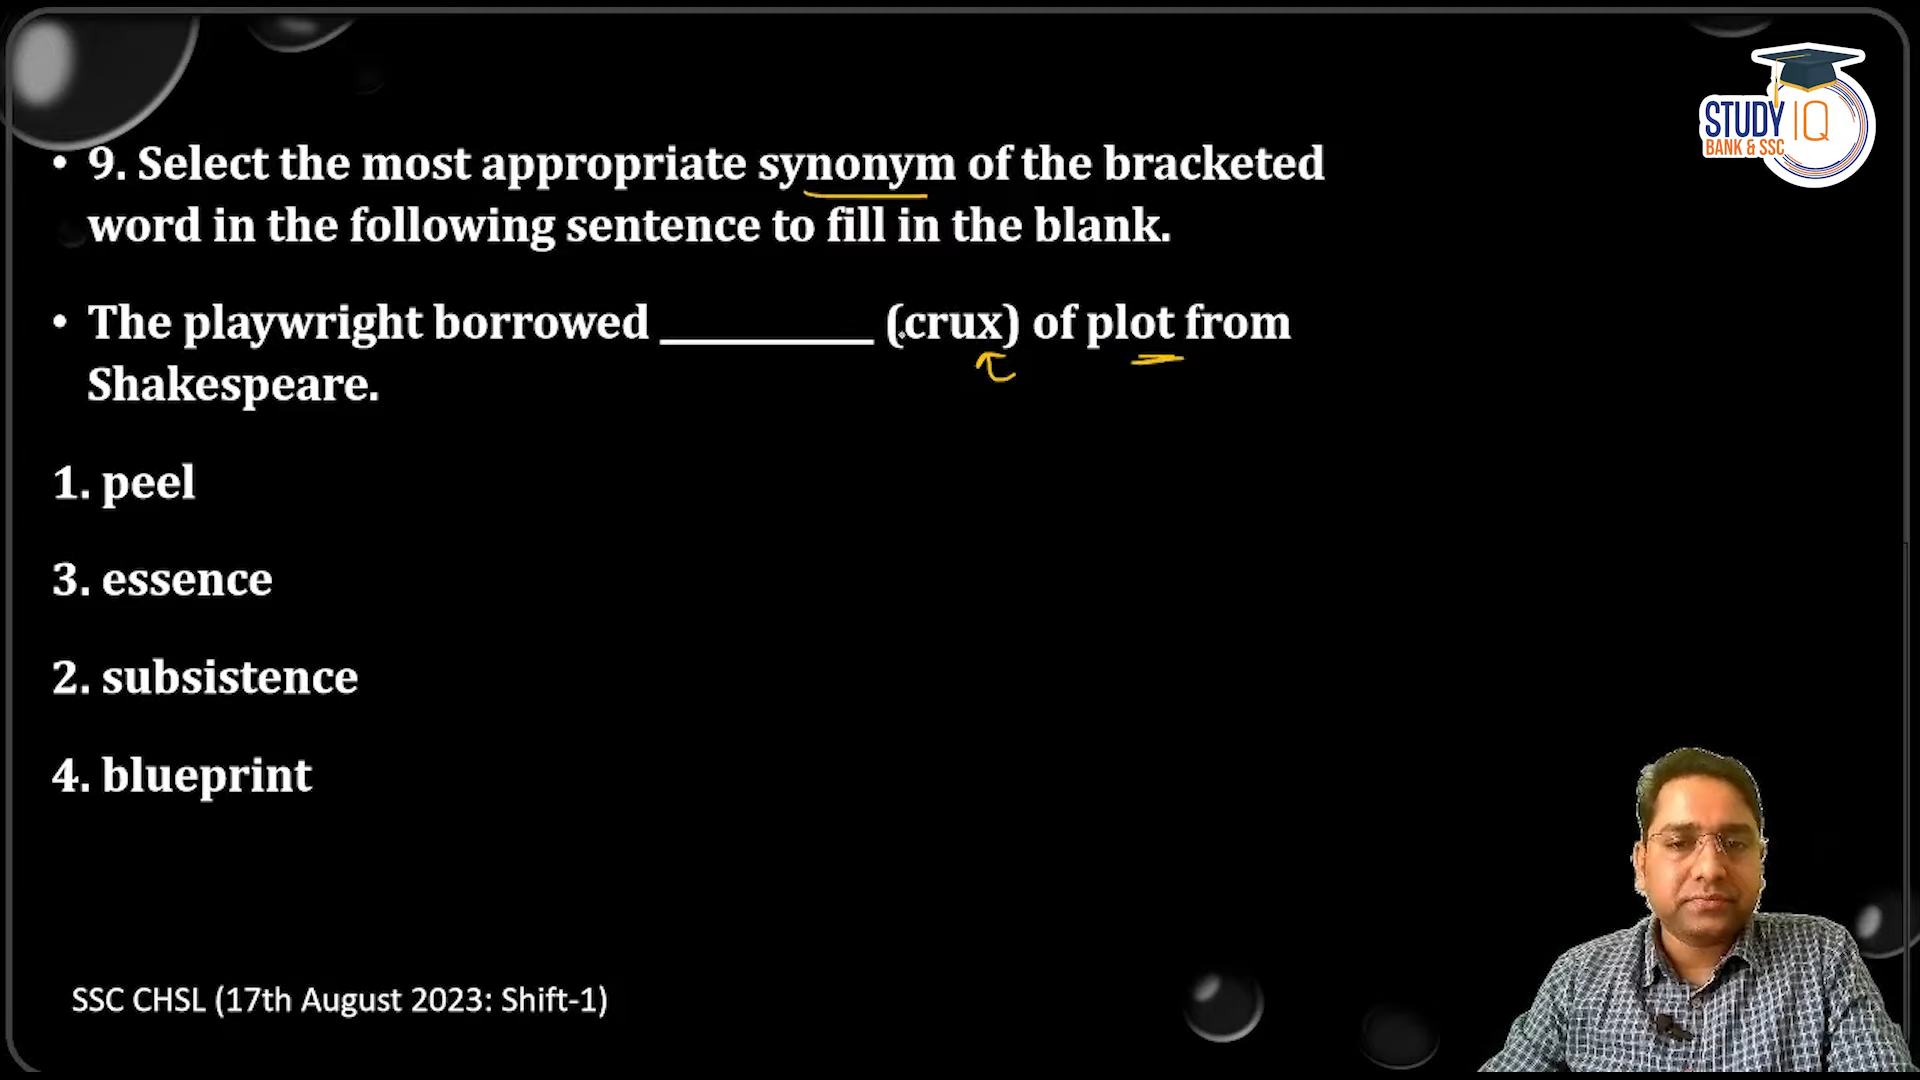 STUDY IQ
BANK & SSC
• 9. Select the most appropriate synonym of the bracketed
word in the following sentence to fill in the blank.
• The playwright borrowed _________ (crux) of plot from
Shakespeare.
1. peel
3. essence
2. subsistence
4. blueprint
SSC CHSL (17th August 2023: Shift-1)